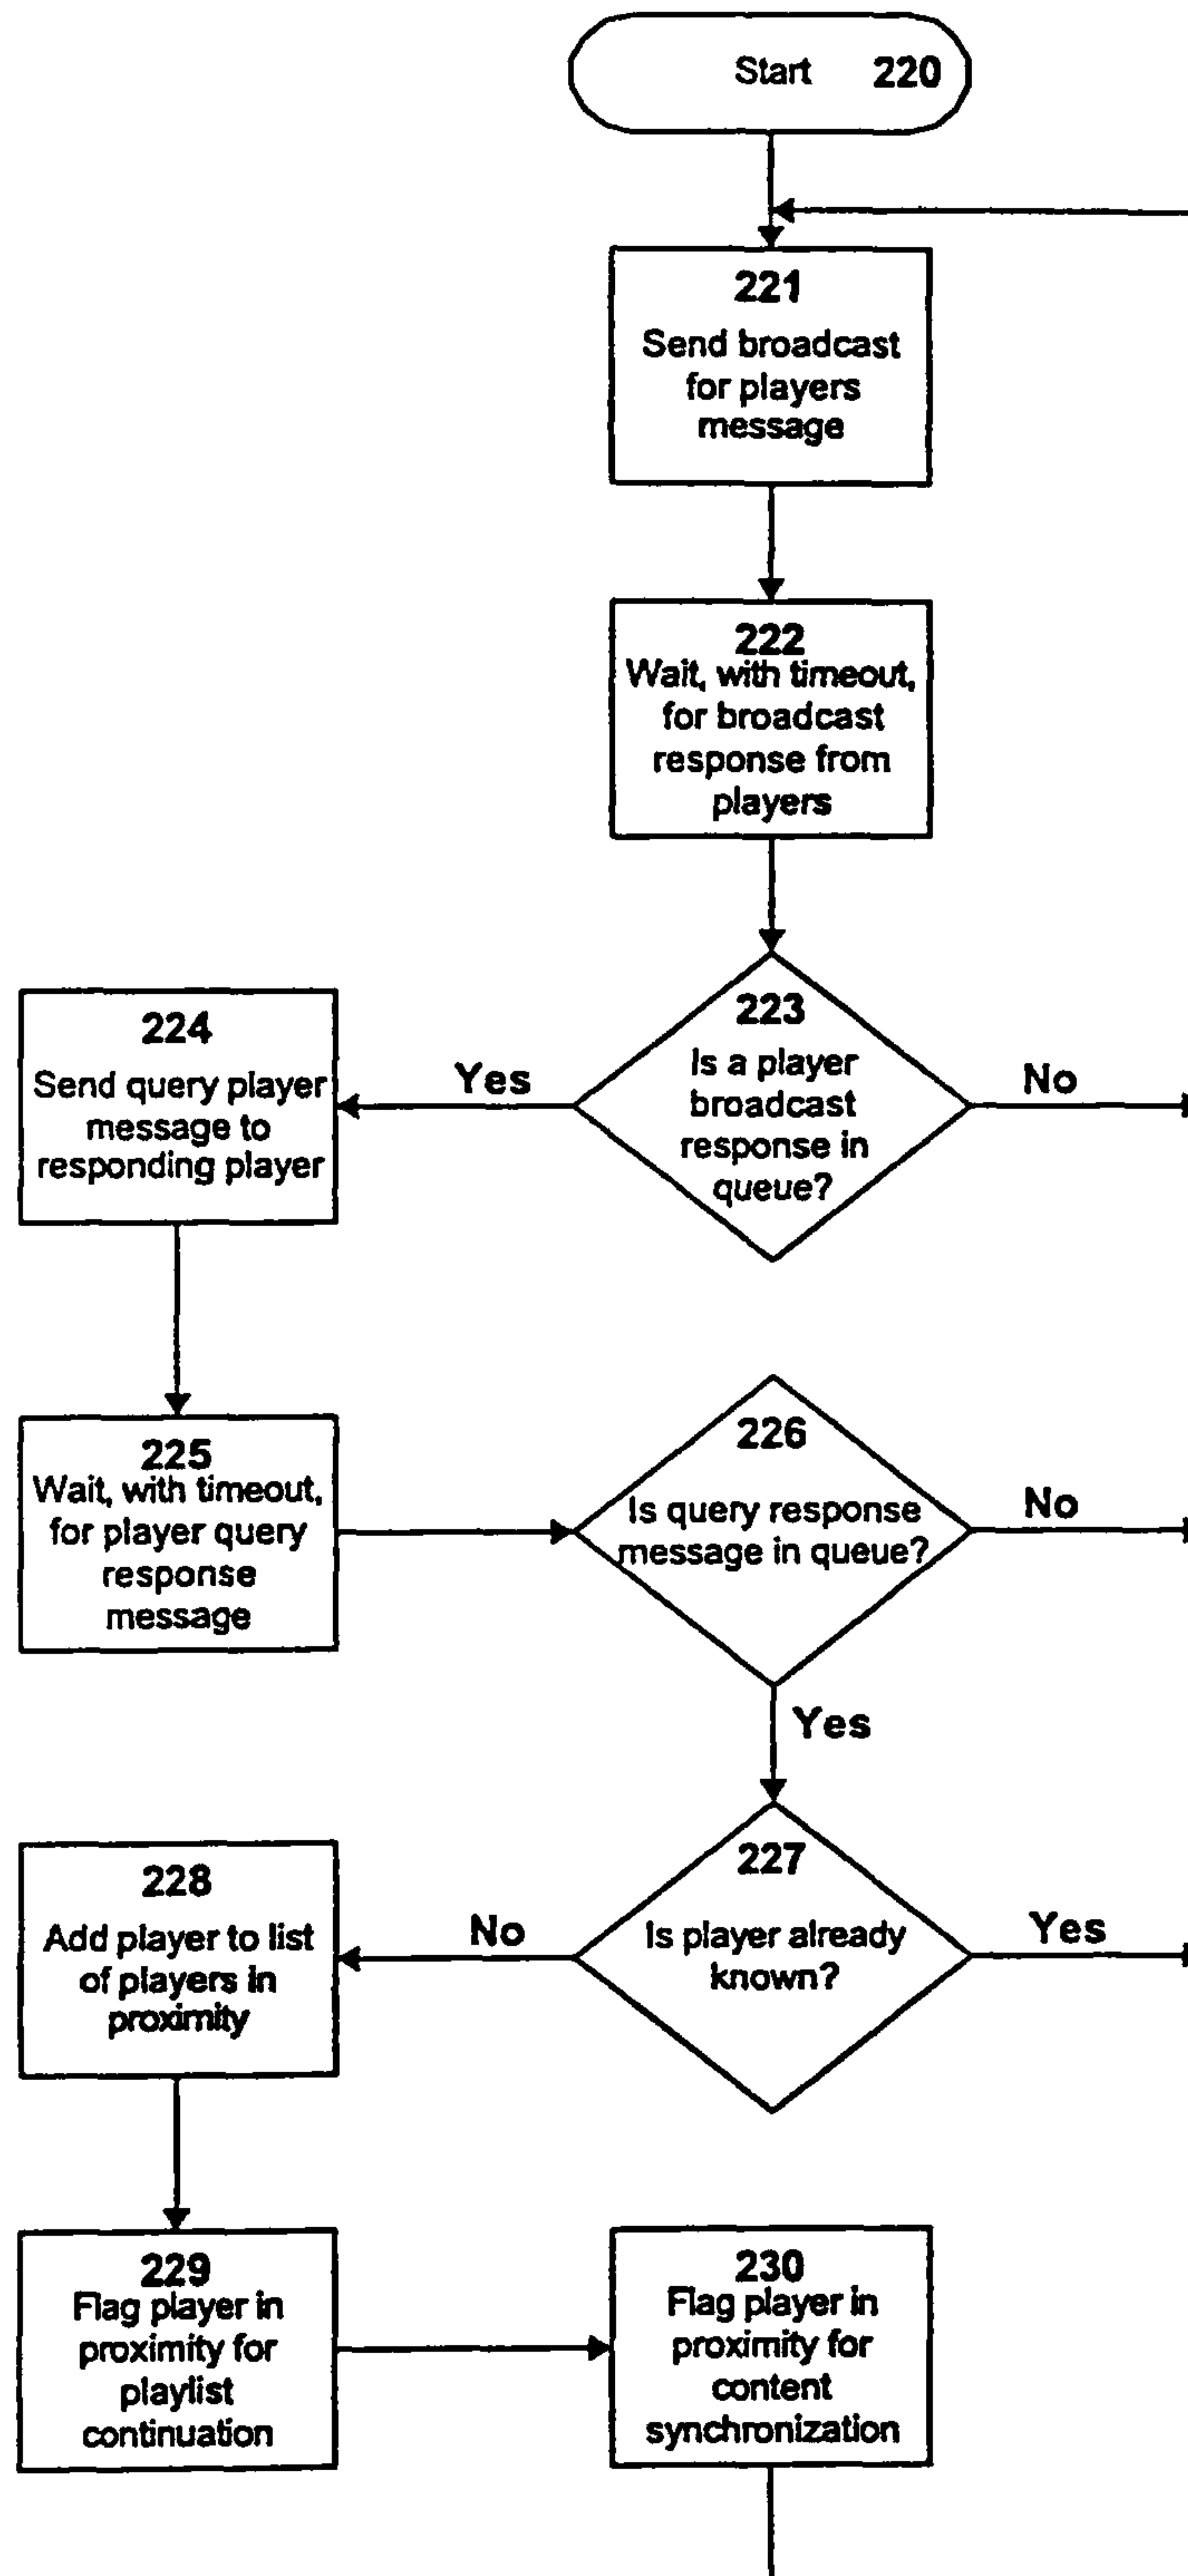 Start 220
221
Send broadcast
for players
message
222
Wait, with timeout,
for broadcast
response from
players
223
Is a player
broadcast
response in
queue?
Yes
No
224
Send query player
message to
responding player
225
Wait, with timeout,
for player query
response
message
226
Is query response
message in queue?
No
Yes
227
Is player already
known?
No
Yes
228
Add player to list
of players in
proximity
229
Flag player in
proximity for
playlist
continuation
230
Flag player in
proximity for
content
synchronization